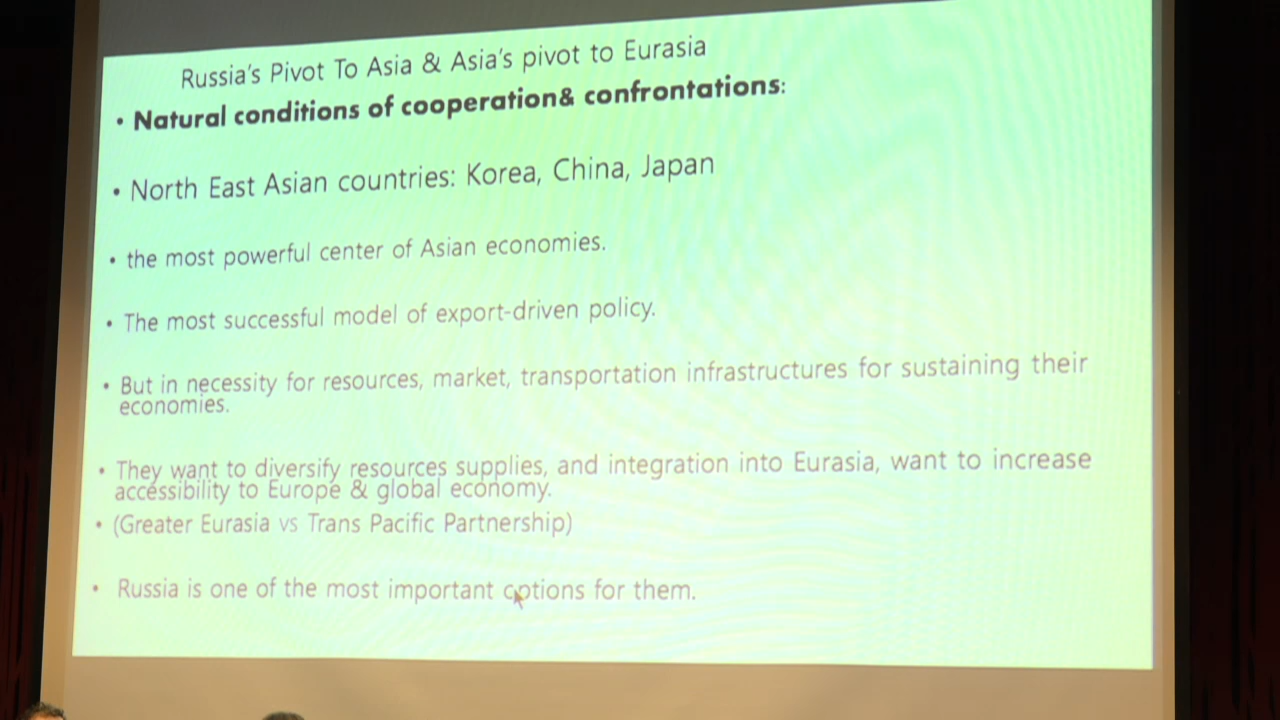 Russia's Pivot To Asia & Asia's pivot to Eurasia
• Natural conditions of cooperation& confrontations:
• North East Asian countries: Korea, China, Japan
• the most powerful center of Asian economies.
• The most successful model of export-driven policy.
• But in necessity for resources, market, transportation infrastructures for sustaining their
economies.
• They want to diversify resources supplies, and integration into Eurasia, want to increase
accessibility to Europe & global economy.
• (Greater Eurasia vs Trans Pacific Partnership)
• Russia is one of the most important options for them.